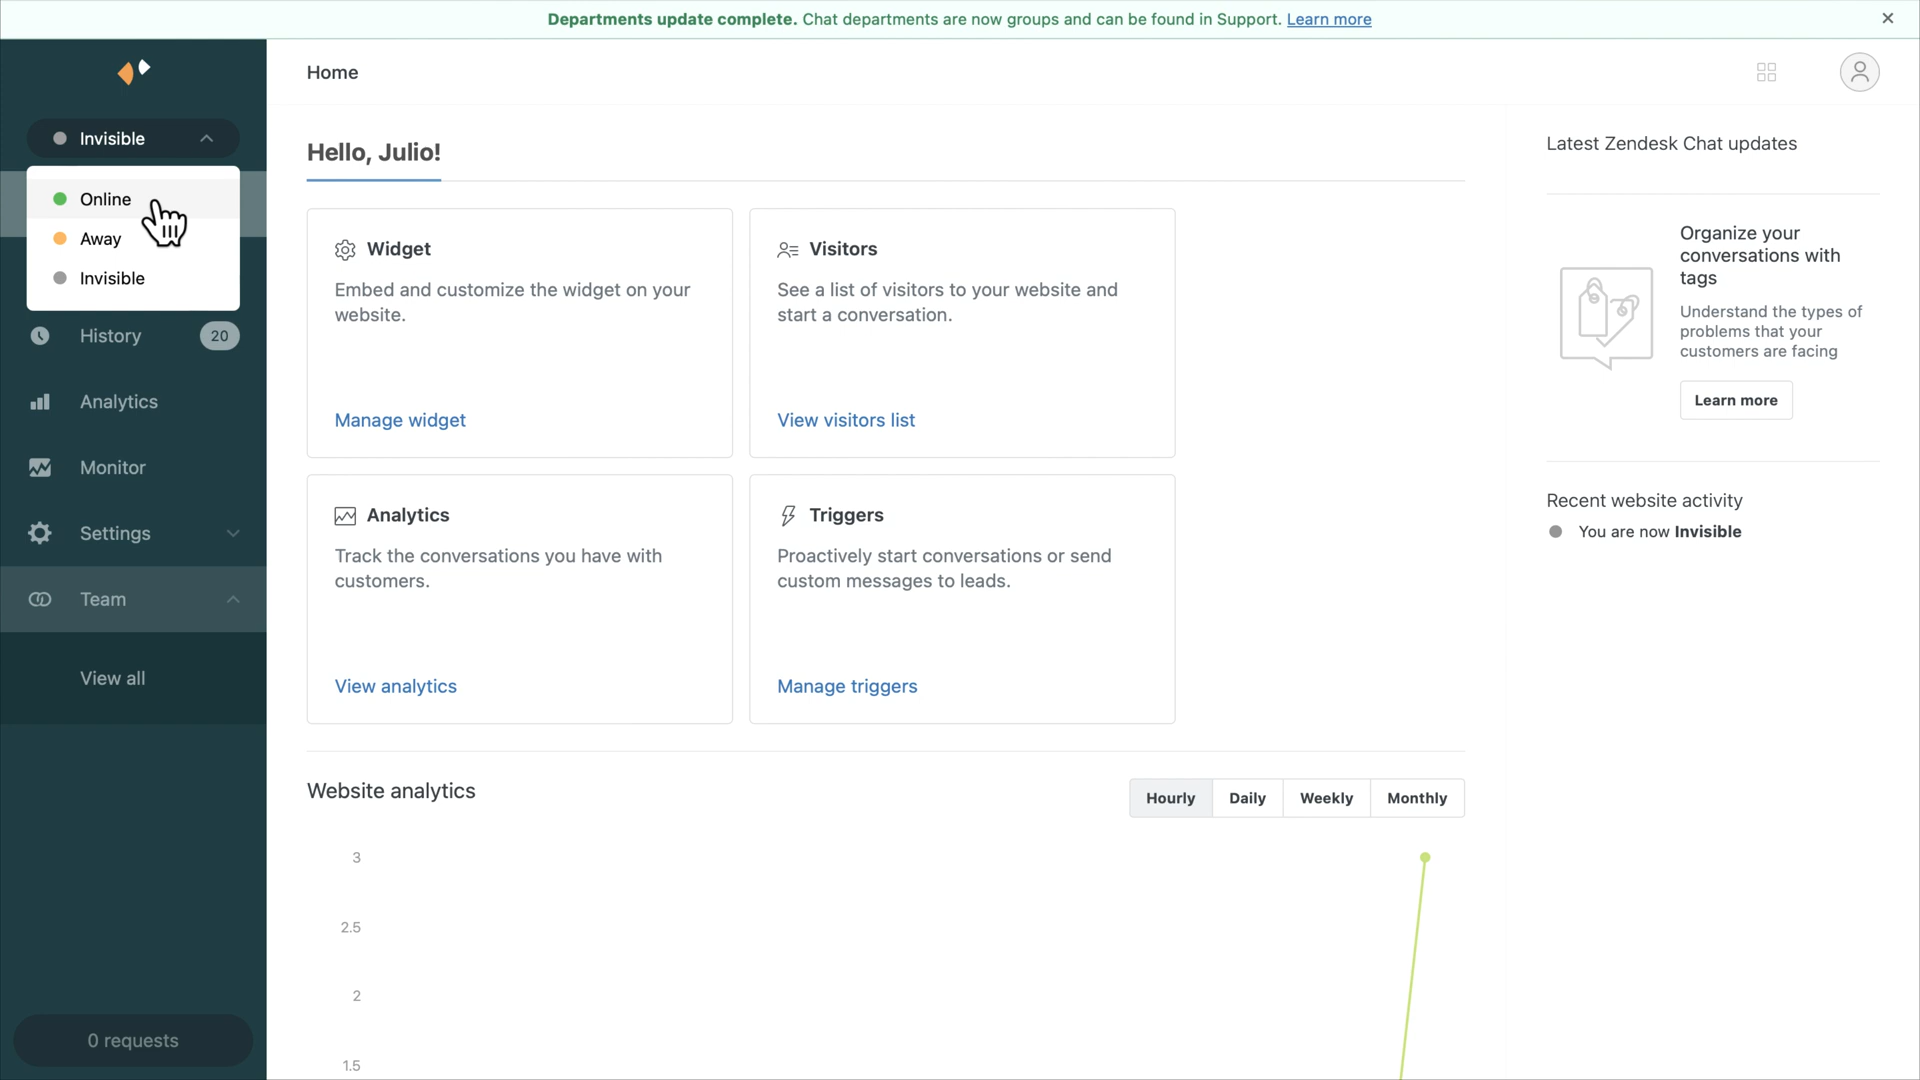 Departments update complete. Chat departments are now groups and can be found in Support. Learn more
Home
Invisible
Online
Away
Invisible
History 20
Analytics
Monitor
Settings
Team
View all
0 requests
Hello, Julio!
Widget
Embed and customize the widget on your
website.
Manage widget
Visitors
See a list of visitors to your website and
start a conversation.
View visitors list
Analytics
Track the conversations you have with
customers.
View analytics
Triggers
Proactively start conversations or send
custom messages to leads.
Manage triggers
Website analytics
Hourly Daily Weekly Monthly
3
2.5
2
1.5
Latest Zendesk Chat updates
Organize your
conversations with
tags
Understand the types of
problems that your
customers are facing
Learn more
Recent website activity
You are now Invisible